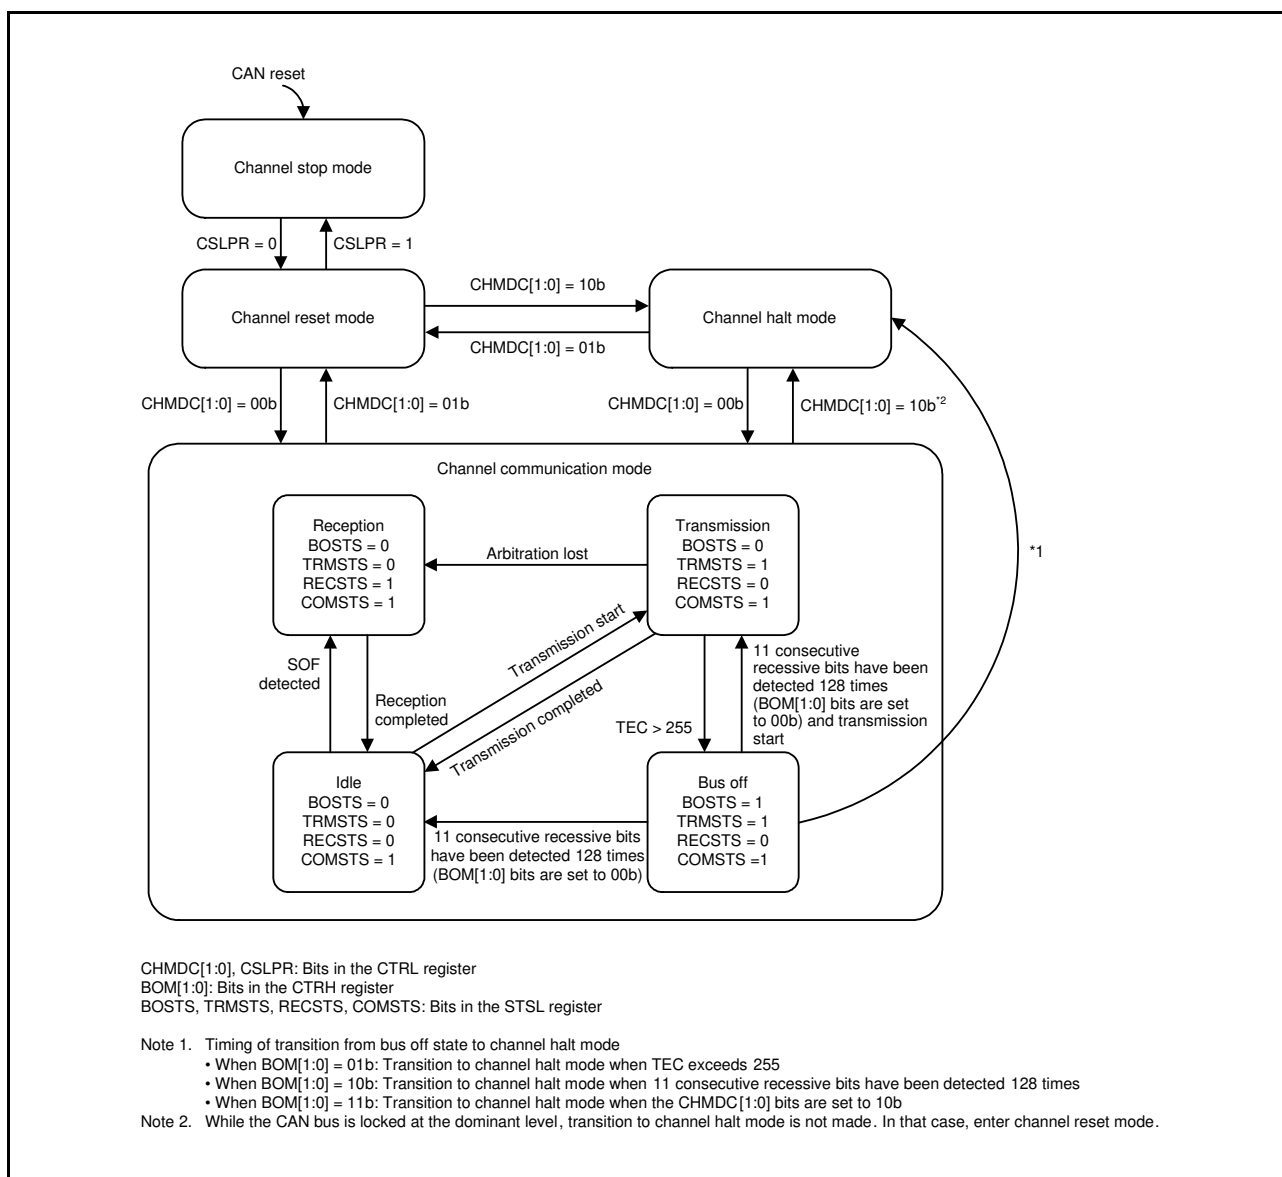 CAN reset
Channel stop mode
CSLPR = 0
CSLPR = 1
Channel reset mode
CHMDC[1:0] = 10b
CHMDC[1:0] = 01b
Channel halt mode
CHMDC[1:0] = 00b
CHMDC[1:0] = 01b
CHMDC[1:0] = 00b
CHMDC[1:0] = 10b*2
Channel communication mode
Reception
BOSTS = 0
TRMSTS = 0
RECSTS = 1
COMSTS = 1
Arbitration lost
Transmission
BOSTS = 0
TRMSTS = 1
RECSTS = 0
COMSTS = 1
*1
SOF
detected
Reception
completed
Transmission start
Transmission completed
TEC > 255
11 consecutive
recessive bits have been
detected 128 times
(BOM[1:0] bits are set
to 00b) and transmission
start
Idle
BOSTS = 0
TRMSTS = 0
RECSTS = 0
COMSTS = 1
11 consecutive recessive bits
have been detected 128 times
(BOM[1:0] bits are set to 00b)
Bus off
BOSTS = 1
TRMSTS = 1
RECSTS = 0
COMSTS =1
CHMDC[1:0], CSLPR: Bits in the CTRL register
BOM[1:0]: Bits in the CTRH register
BOSTS, TRMSTS, RECSTS, COMSTS: Bits in the STSL register
Note 1. Timing of transition from bus off state to channel halt mode
• When BOM[1:0] = 01b: Transition to channel halt mode when TEC exceeds 255
• When BOM[1:0] = 10b: Transition to channel halt mode when 11 consecutive recessive bits have been detected 128 times
• When BOM[1:0] = 11b: Transition to channel halt mode when the CHMDC[1:0] bits are set to 10b
Note 2. While the CAN bus is locked at the dominant level, transition to channel halt mode is not made. In that case, enter channel reset mode.